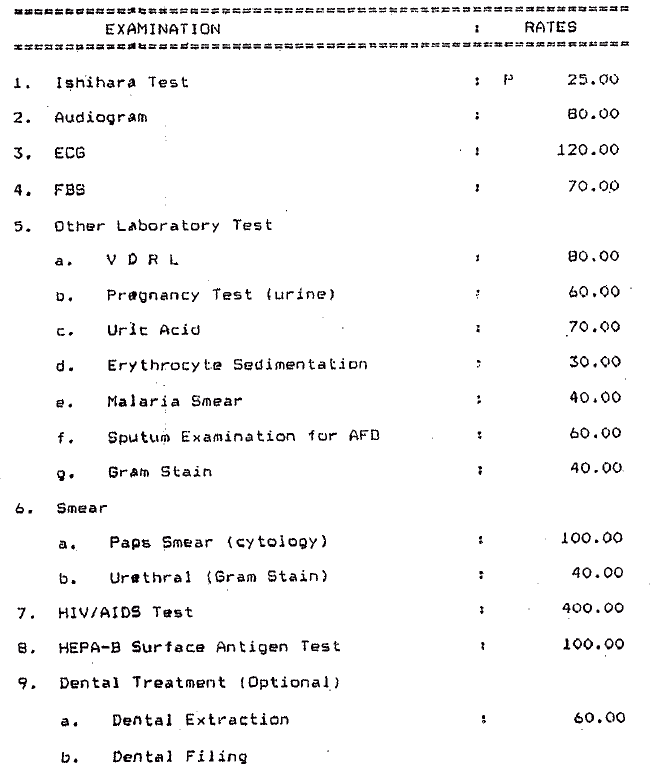 EXAMINATION : RATES
1. Ishihara Test : P 25.00
2. Audiogram : 80.00
3. ECG : 120.00
4. FBS : 70.00
5. Other Laboratory Test
a. V D R L : 80.00
b. Pregnancy Test (urine) : 60.00
c. Uric Acid : 70.00
d. Erythrocyte Sedimentation : 30.00
e. Malaria Smear : 40.00
f. Sputum Examination for AFB : 60.00
g. Gram Stain : 40.00
6. Smear
a. Paps Smear (cytology) : 100.00
b. Urethral (Gram Stain) : 40.00
7. HIV/AIDS Test : 400.00
8. HEPA-B Surface Antigen Test : 100.00
9. Dental Treatment (Optional)
a. Dental Extraction : 60.00
b. Dental Filing